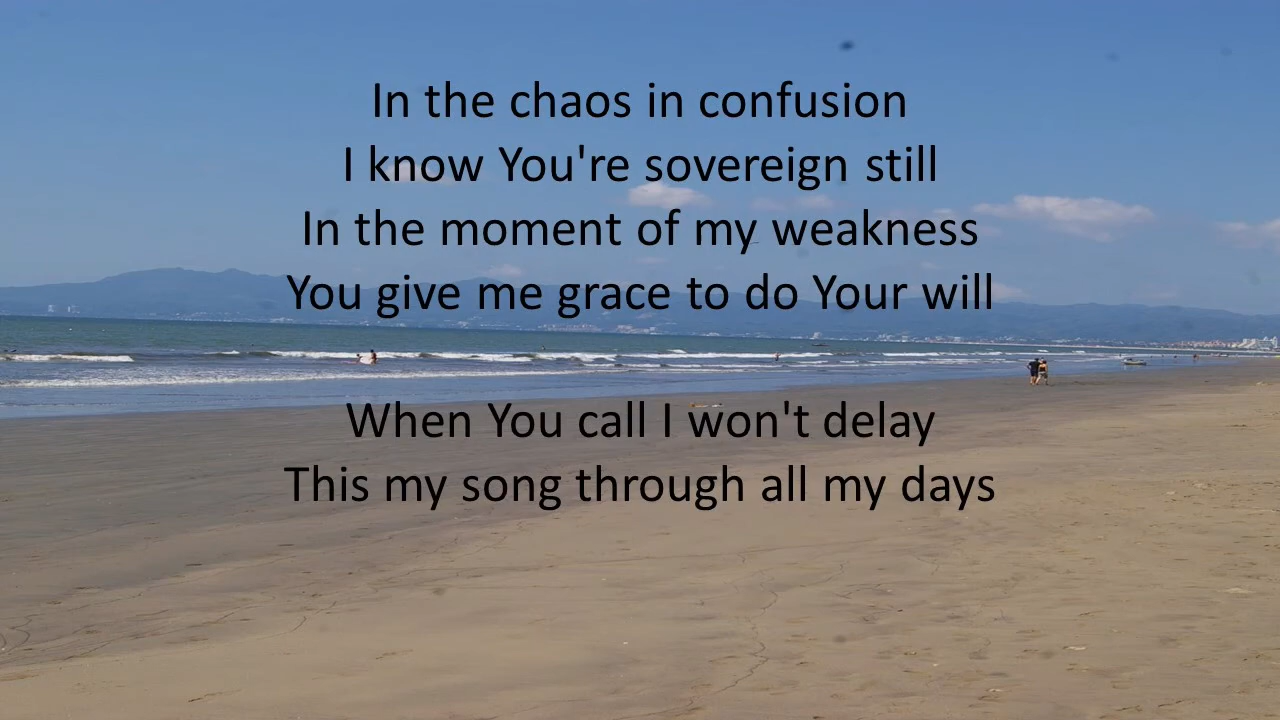 In the chaos in confusion
I know You're sovereign still
In the moment of my weakness
You give me grace to do Your will
When You call I won't delay
This my song through all my days